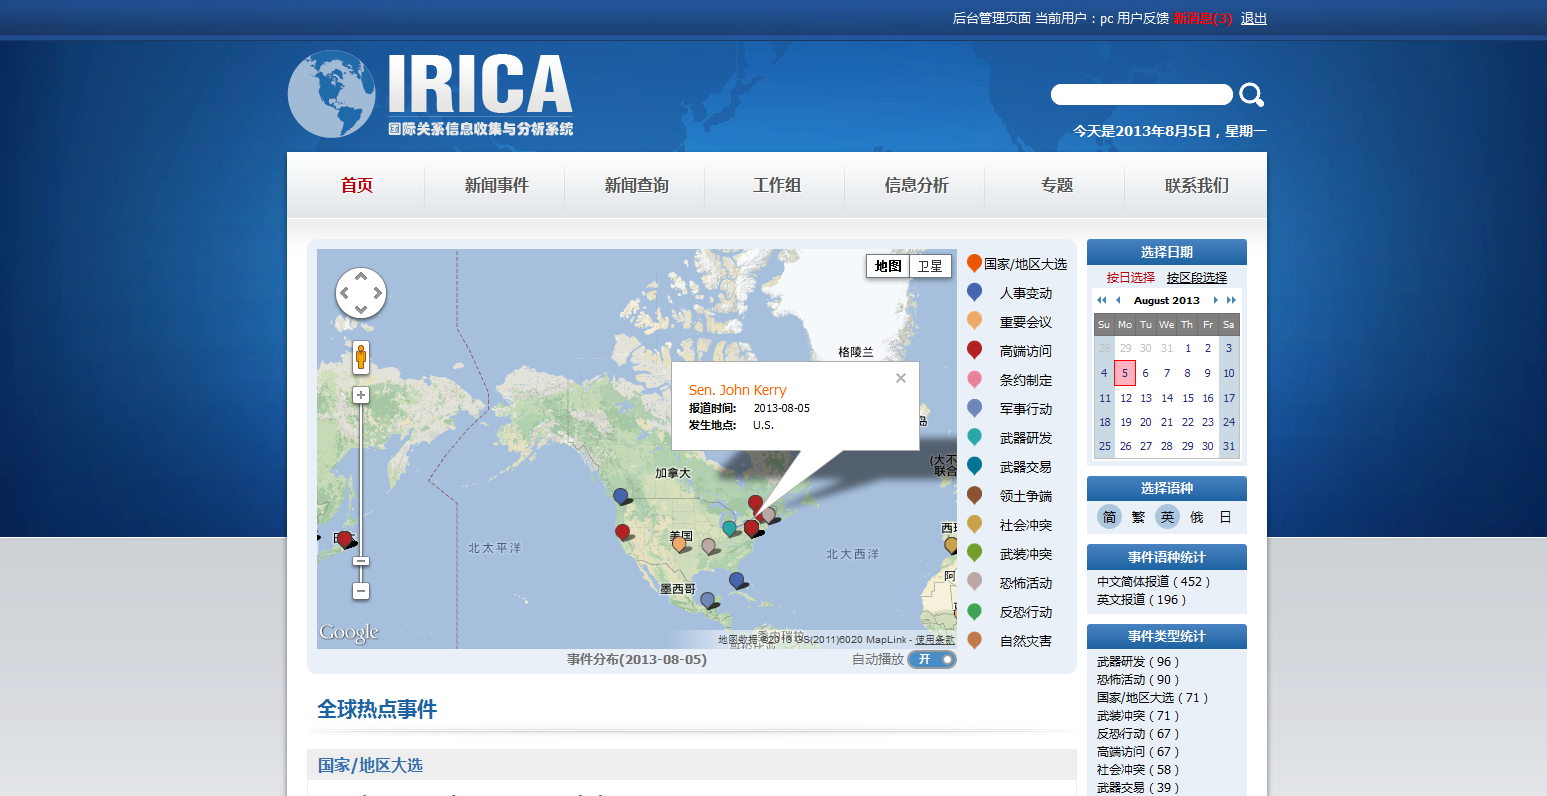 后台管理页面 当前用户：pc 用户反馈 新消息(3) 退出
IRICA
国际关系信息收集与分析系统
今天是2013年8月5日，星期一
首页 新闻事件 新闻查询 工作组 信息分析 专题 联系我们
地图 卫星
格陵兰
Sen. John Kerry
报道时间: 2013-08-05
发生地点: U.S.
加拿大
美国
北太平洋
北大西洋
墨西哥
Google
地图数据 ©2013 GS(2011)6020 MapLink - 使用条款
事件分布(2013-08-05)
自动播放 开
国家/地区大选
人事变动
重要会议
高端访问
条约制定
军事行动
武器研发
武器交易
领土争端
社会冲突
武装冲突
恐怖活动
反恐行动
自然灾害
选择日期
按日选择 按区段选择
August 2013
Su Mo Tu We Th Fr Sa
28 29 30 31 1 2 3
4 5 6 7 8 9 10
11 12 13 14 15 16 17
18 19 20 21 22 23 24
25 26 27 28 29 30 31
选择语种
简 繁 英 俄 日
事件语种统计
中文简体报道 ( 452 )
英文报道 ( 196 )
事件类型统计
武器研发 ( 96 )
恐怖活动 ( 90 )
国家/地区大选 ( 71 )
武装冲突 ( 71 )
反恐行动 ( 67 )
高端访问 ( 67 )
社会冲突 ( 58 )
武器交易 ( 39 )
全球热点事件
国家/地区大选